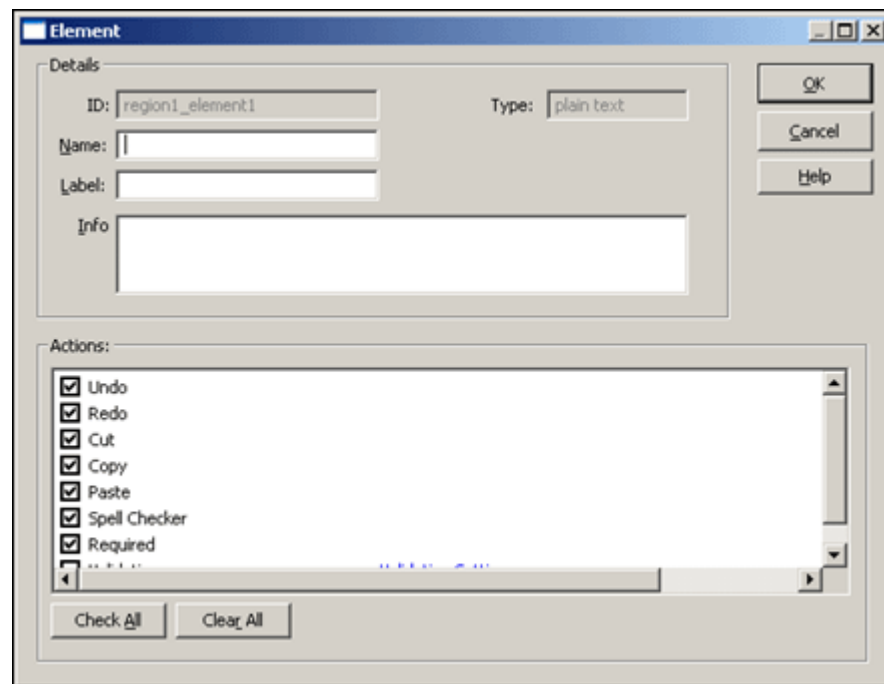 Element
Details
ID: region1_element1 Type: plain text
Name:
Label:
Info
OK
Cancel
Help
Actions:
Undo
Redo
Cut
Copy
Paste
Spell Checker
Required
Check All Clear All